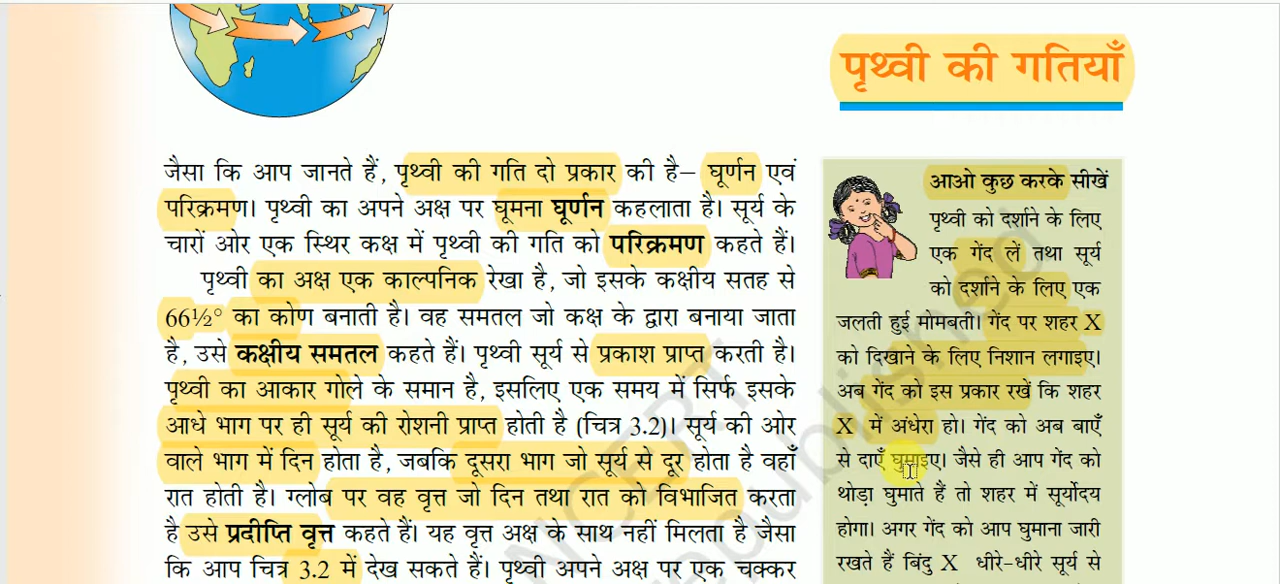 पृथ्वी की गतियाँ
जैसा कि आप जानते हैं, पृथ्वी की गति दो प्रकार की है– घूर्णन एवं
परिक्रमण। पृथ्वी का अपने अक्ष पर घूमना घूर्णन कहलाता है। सूर्य के
चारों ओर एक स्थिर कक्ष में पृथ्वी की गति को परिक्रमण कहते हैं।
पृथ्वी का अक्ष एक काल्पनिक रेखा है, जो इसके कक्षीय सतह से
66½° का कोण बनाती है। वह समतल जो कक्ष के द्वारा बनाया जाता
है, उसे कक्षीय समतल कहते हैं। पृथ्वी सूर्य से प्रकाश प्राप्त करती है।
पृथ्वी का आकार गोले के समान है, इसलिए एक समय में सिर्फ इसके
आधे भाग पर ही सूर्य की रोशनी प्राप्त होती है (चित्र 3.2)। सूर्य की ओर
वाले भाग में दिन होता है, जबकि दूसरा भाग जो सूर्य से दूर होता है वहाँ
रात होती है। ग्लोब पर वह वृत्त जो दिन तथा रात को विभाजित करता
है उसे प्रदीप्ति वृत्त कहते हैं। यह वृत्त अक्ष के साथ नहीं मिलता है जैसा
कि आप चित्र 3.2 में देख सकते हैं। पृथ्वी अपने अक्ष पर एक चक्कर
आओ कुछ करके सीखें
पृथ्वी को दर्शाने के लिए
एक गेंद लें तथा सूर्य
को दर्शाने के लिए एक
जलती हुई मोमबती। गेंद पर शहर X
को दिखाने के लिए निशान लगाइए।
अब गेंद को इस प्रकार रखें कि शहर
X में अंधेरा हो। गेंद को अब बाएँ
से दाएँ घुमाइए। जैसे ही आप गेंद को
थोड़ा घुमाते हैं तो शहर में सूर्योदय
होगा। अगर गेंद को आप घुमाना जारी
रखते हैं बिंदु X धीरे-धीरे सूर्य से
NCERT
republished